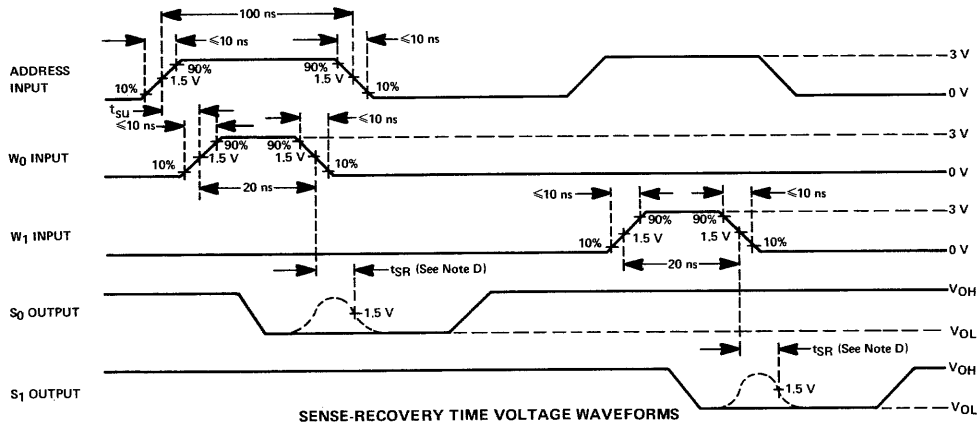 100 ns
≤10 ns
≤10 ns
ADDRESS
INPUT
90%
90%
3 V
1.5 V
1.5 V
10%
10%
0 V
tsu
≤10 ns
≤10 ns
W0 INPUT
90%
90%
3 V
1.5 V
1.5 V
10%
10%
0 V
20 ns
≤10 ns
≤10 ns
W1 INPUT
90%
90%
3 V
1.5 V
1.5 V
10%
10%
0 V
20 ns
tSR (See Note D)
S0 OUTPUT
1.5 V
VOH
VOL
tSR (See Note D)
S1 OUTPUT
1.5 V
VOH
VOL
SENSE-RECOVERY TIME VOLTAGE WAVEFORMS